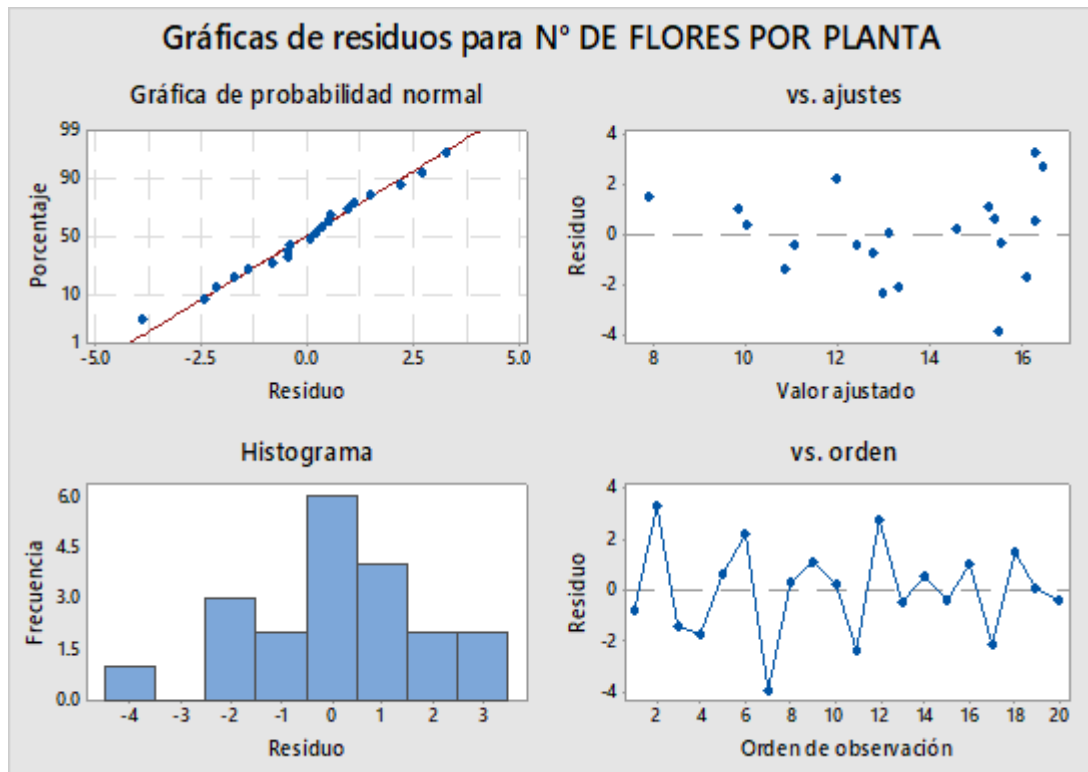 Gráficas de residuos para N° DE FLORES POR PLANTA
Gráfica de probabilidad normal
99
90
50
10
1
Porcentaje
-5.0 -2.5 0.0 2.5 5.0
Residuo
vs. ajustes
4
2
0
-2
-4
Residuo
8 10 12 14 16
Valor ajustado
Histograma
6.0
4.5
3.0
1.5
0.0
Frecuencia
-4 -3 -2 -1 0 1 2 3
Residuo
vs. orden
4
2
0
-2
-4
Residuo
2 4 6 8 10 12 14 16 18 20
Orden de observación